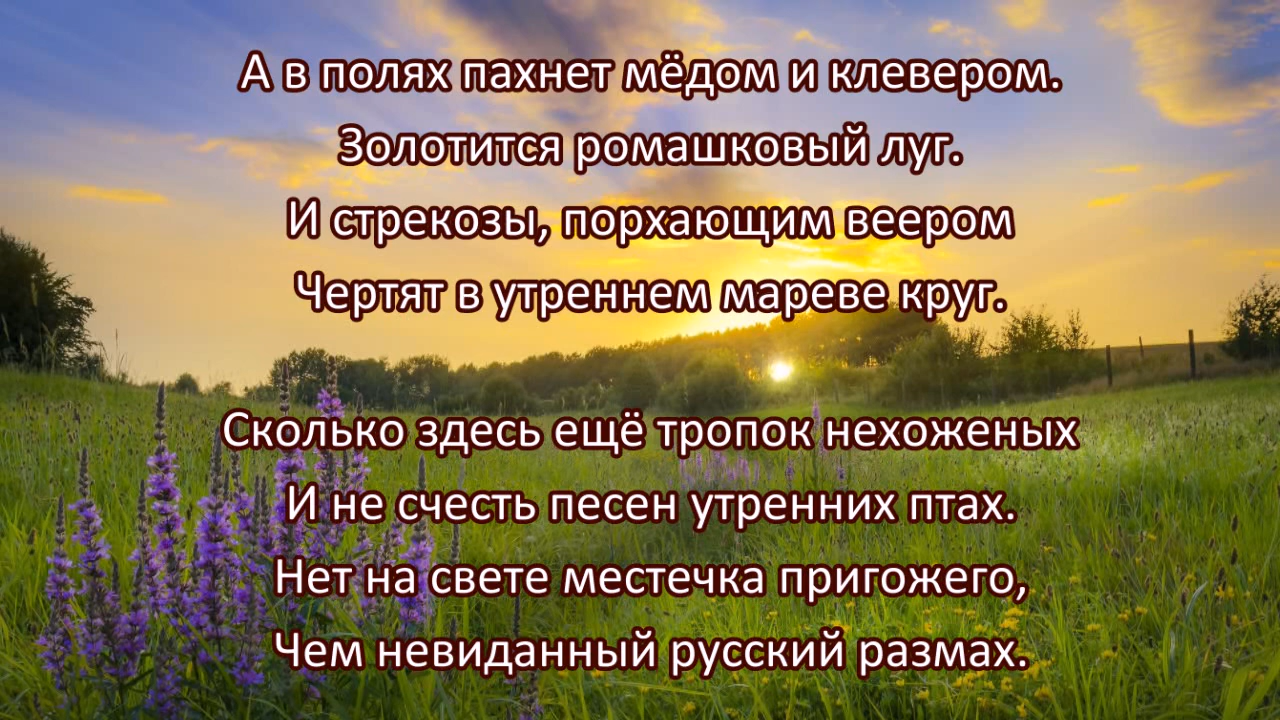 А в полях пахнет мёдом и клевером.
Золотится ромашковый луг.
И стрекозы, порхающим веером
Чертят в утреннем мареве круг.
Сколько здесь ещё тропок нехоженых
И не счесть песен утренних птах.
Нет на свете местечка пригожего,
Чем невиданный русский размах.